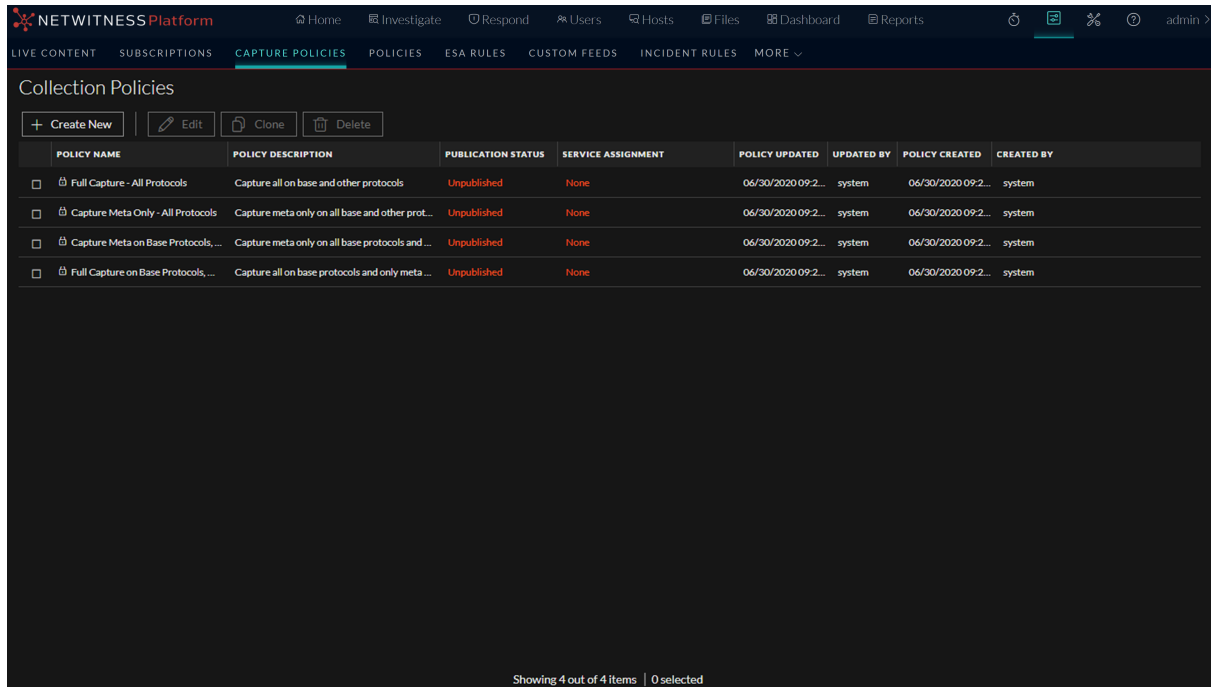 NETWITNESS Platform Home Investigate Respond Users Hosts Files Dashboard Reports admin
LIVE CONTENT SUBSCRIPTIONS CAPTURE POLICIES POLICIES ESA RULES CUSTOM FEEDS INCIDENT RULES MORE
Collection Policies
Create New Edit Clone Delete
POLICY NAME POLICY DESCRIPTION PUBLICATION STATUS SERVICE ASSIGNMENT POLICY UPDATED UPDATED BY POLICY CREATED CREATED BY
Full Capture - All Protocols Capture all on base and other protocols Unpublished None 06/30/2020 09:2... system 06/30/2020 09:2... system
Capture Meta Only - All Protocols Capture meta only on all base and other prot... Unpublished None 06/30/2020 09:2... system 06/30/2020 09:2... system
Capture Meta on Base Protocols, ... Capture meta only on all base protocols and ... Unpublished None 06/30/2020 09:2... system 06/30/2020 09:2... system
Full Capture on Base Protocols, ... Capture all on base protocols and only meta ... Unpublished None 06/30/2020 09:2... system 06/30/2020 09:2... system
Showing 4 out of 4 items | 0 selected